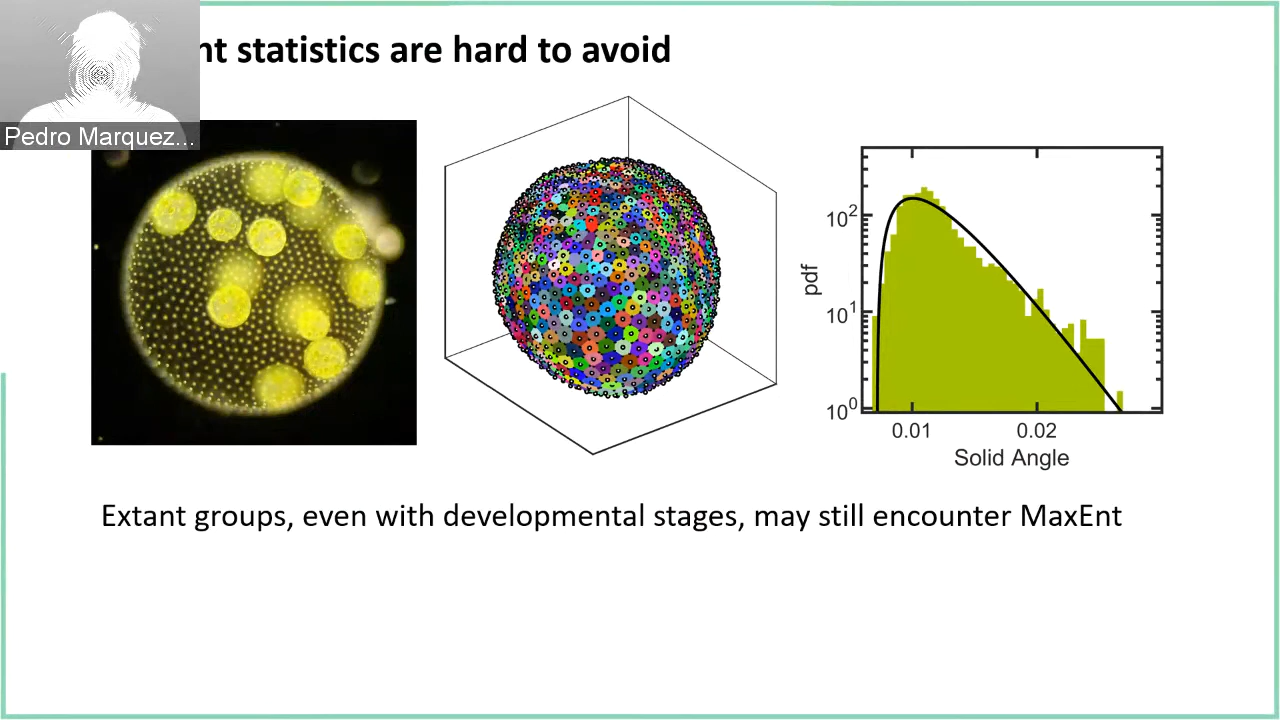 nt statistics are hard to avoid
Pedro Marquez...
pdf
10²
10¹
10⁰
0.01
0.02
Solid Angle
Extant groups, even with developmental stages, may still encounter MaxEnt